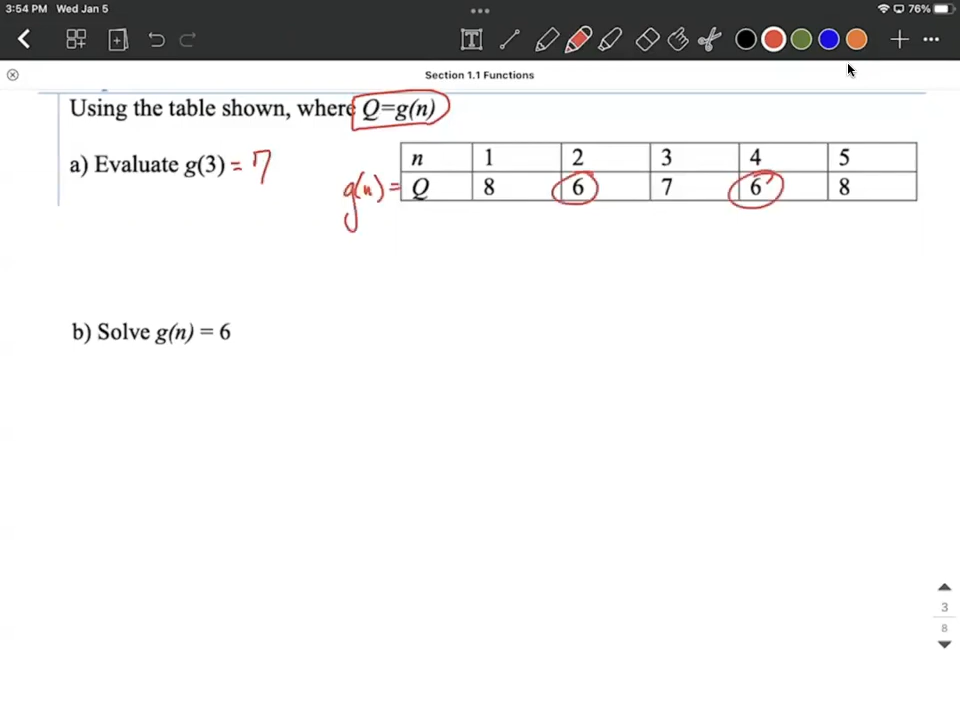 3:54 PM Wed Jan 5
76%
Section 1.1 Functions
Using the table shown, where Q=g(n)
a) Evaluate g(3) = 7
n 1 2 3 4 5
g(n) = Q 8 6 7 6 8
b) Solve g(n) = 6
3
8